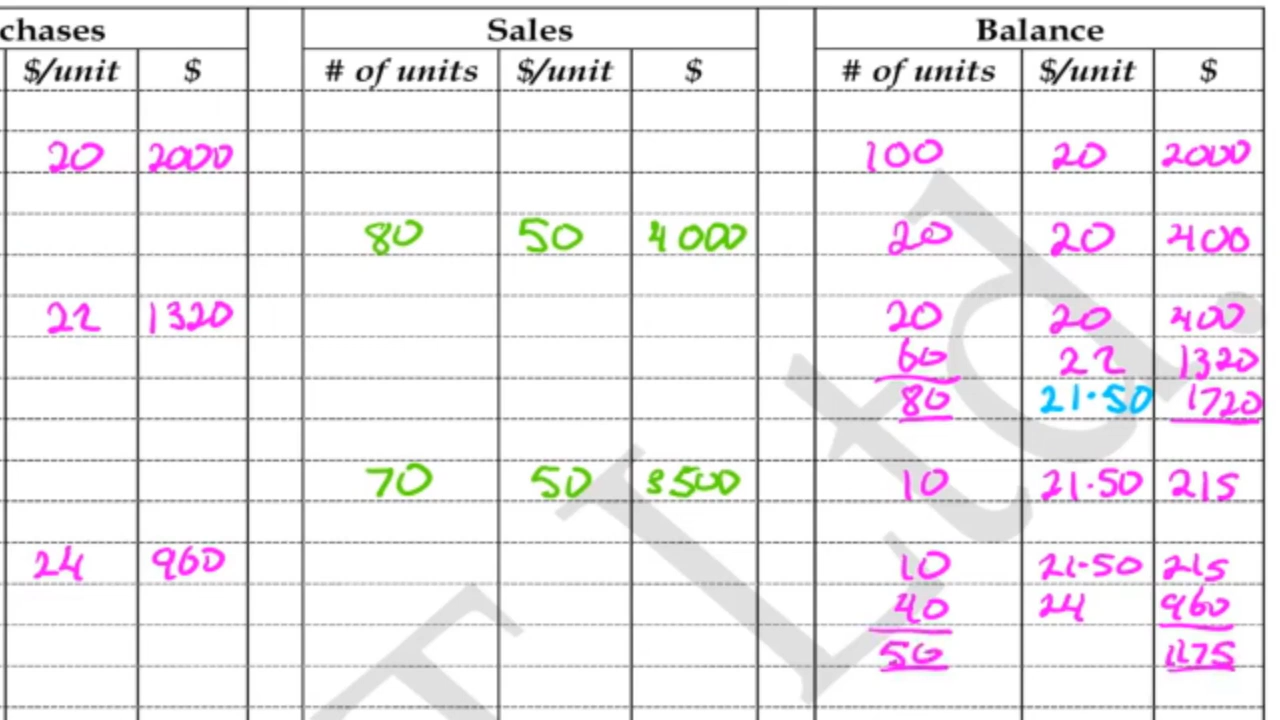 chases Sales Balance
$/unit $ # of units $/unit $ # of units $/unit $
20 2000 100 20 2000
80 50 4000 20 20 400
22 1320 20 20 400
60 22 1320
80 21.50 1720
70 50 3500 10 21.50 215
24 960 10 21.50 215
40 24 960
50 1175
T Ltd.